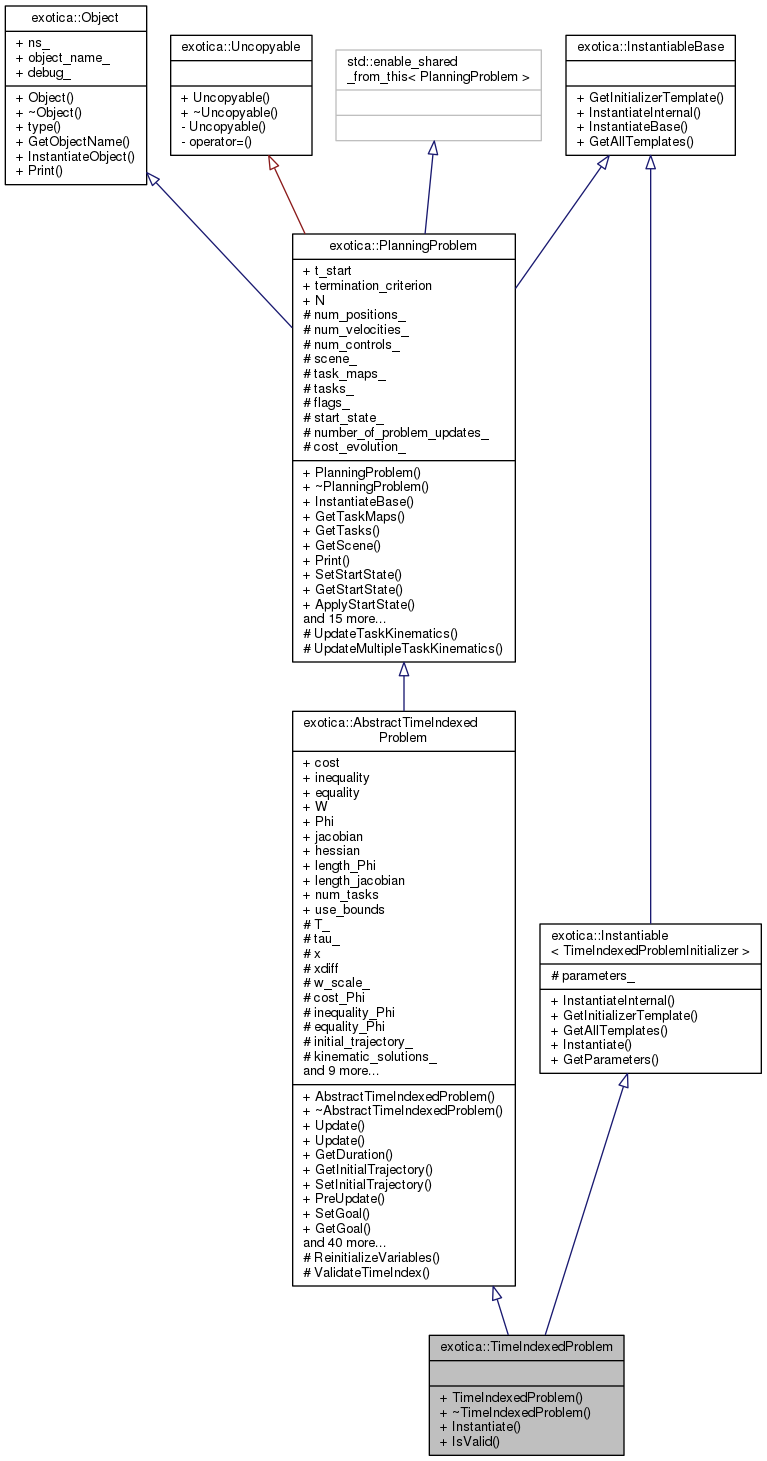 exotica::Object
+ ns_
+ object_name_
+ debug_
+ Object()
+ ~Object()
+ type()
+ GetObjectName()
+ InstantiateObject()
+ Print()
exotica::Uncopyable
+ Uncopyable()
+ ~Uncopyable()
- Uncopyable()
- operator=()
std::enable_shared
_from_this< PlanningProblem >
exotica::InstantiableBase
+ GetInitializerTemplate()
+ InstantiateInternal()
+ InstantiateBase()
+ GetAllTemplates()
exotica::PlanningProblem
+ t_start
+ termination_criterion
+ N
# num_positions_
# num_velocities_
# num_controls_
# scene_
# task_maps_
# tasks_
# flags_
# start_state_
# number_of_problem_updates_
# cost_evolution_
+ PlanningProblem()
+ ~PlanningProblem()
+ InstantiateBase()
+ GetTaskMaps()
+ GetTasks()
+ GetScene()
+ Print()
+ SetStartState()
+ GetStartState()
+ ApplyStartState()
and 15 more...
# UpdateTaskKinematics()
# UpdateMultipleTaskKinematics()
exotica::AbstractTimeIndexed
Problem
+ cost
+ inequality
+ equality
+ W
+ Phi
+ jacobian
+ hessian
+ length_Phi
+ length_jacobian
+ num_tasks
+ use_bounds
# T_
# tau_
# x
# xdiff
# w_scale_
# cost_Phi
# inequality_Phi
# equality_Phi
# initial_trajectory_
# kinematic_solutions_
and 9 more...
+ AbstractTimeIndexedProblem()
+ ~AbstractTimeIndexedProblem()
+ Update()
+ Update()
+ GetDuration()
+ GetInitialTrajectory()
+ SetInitialTrajectory()
+ PreUpdate()
+ SetGoal()
+ GetGoal()
and 40 more...
# ReinitializeVariables()
# ValidateTimeIndex()
exotica::Instantiable
< TimeIndexedProblemInitializer >
# parameters_
+ InstantiateInternal()
+ GetInitializerTemplate()
+ GetAllTemplates()
+ Instantiate()
+ GetParameters()
exotica::TimeIndexedProblem
+ TimeIndexedProblem()
+ ~TimeIndexedProblem()
+ Instantiate()
+ IsValid()